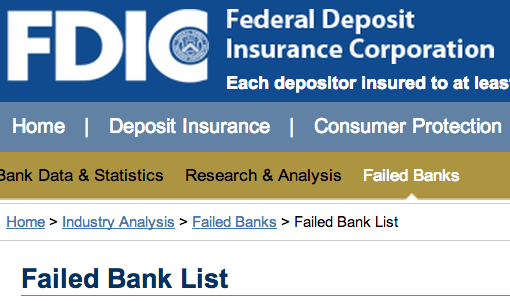 FDIC
Federal Deposit
Insurance Corporation
Each depositor insured to at leas
Home | Deposit Insurance | Consumer Protection
Bank Data & Statistics Research & Analysis Failed Banks
Home > Industry Analysis > Failed Banks > Failed Bank List
Failed Bank List